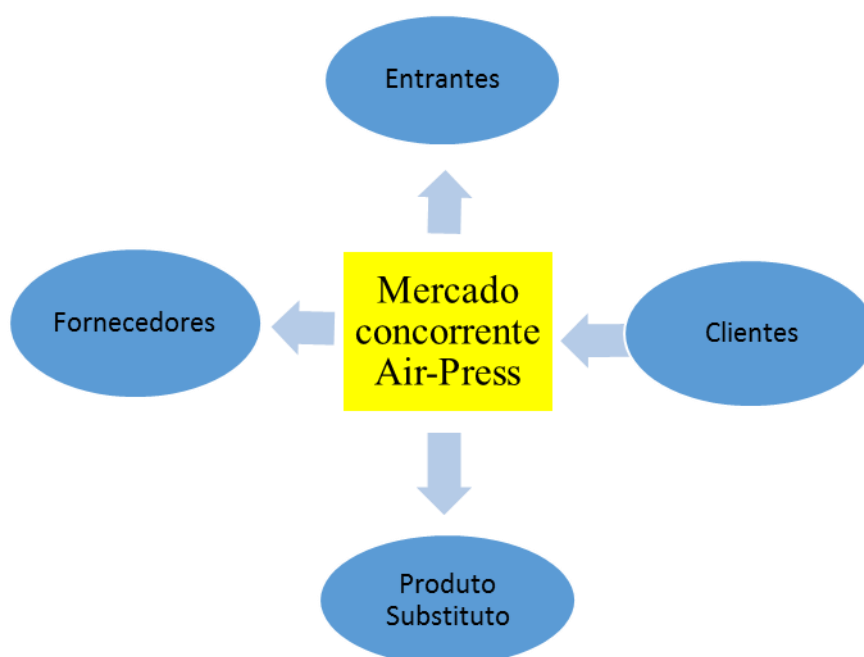 Entrantes
Fornecedores
Mercado
concorrente
Air-Press
Clientes
Produto
Substituto